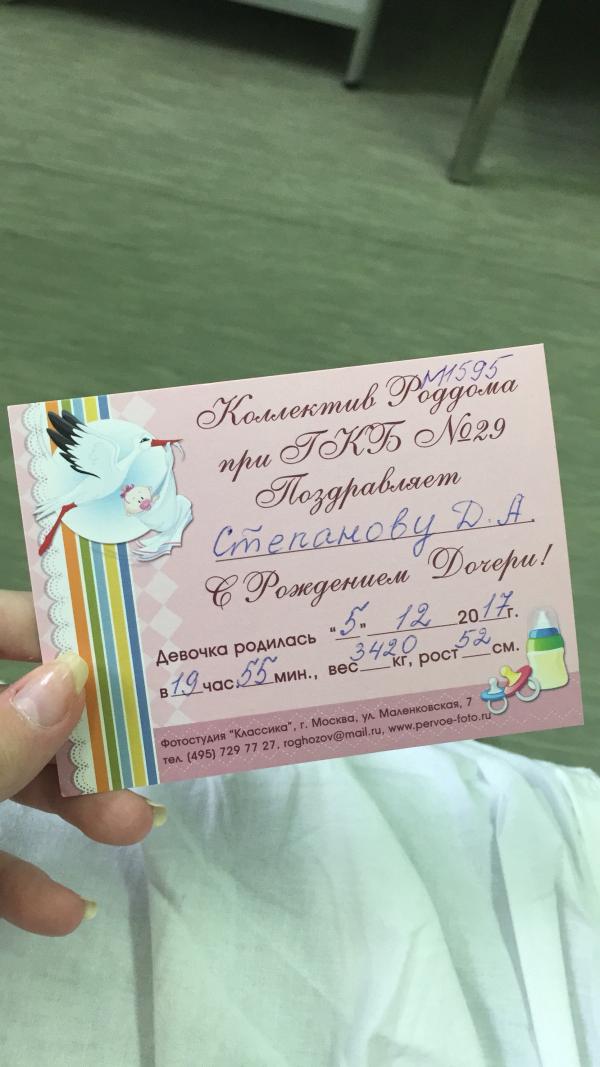 М1595
Коллектив Роддома
при ГКБ №29
Поздравляет
Степанову Д. А.
С Рождением Дочери!
Девочка родилась "5" 12 2017г.
в 19 час 55 мин., вес 3420 кг, рост 52 см.
Фотостудия "Классика", г. Москва, ул. Маленковская, 7
тел. (495) 729 77 27, roghozov@mail.ru, www.pervoe-foto.ru